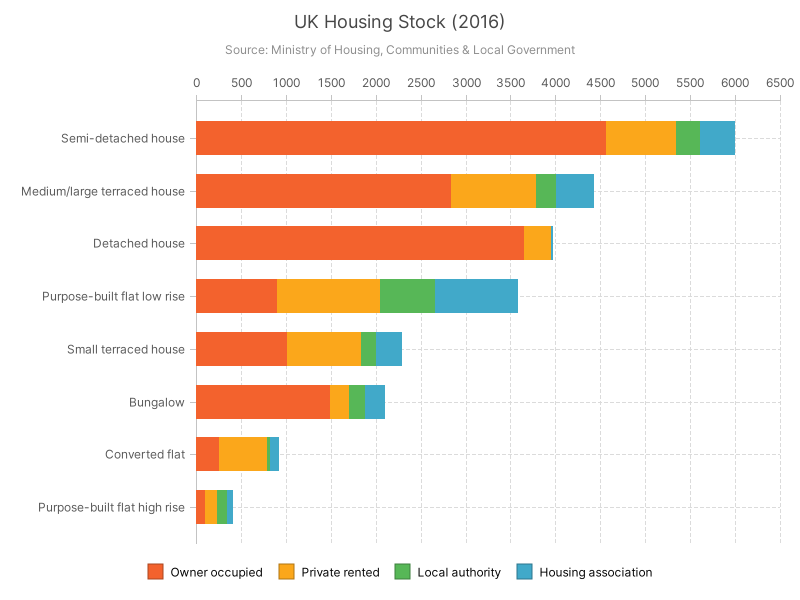 UK Housing Stock (2016)
Source: Ministry of Housing, Communities & Local Government
0 500 1000 1500 2000 2500 3000 3500 4000 4500 5000 5500 6000 6500
Semi-detached house
Medium/large terraced house
Detached house
Purpose-built flat low rise
Small terraced house
Bungalow
Converted flat
Purpose-built flat high rise
Owner occupied Private rented Local authority Housing association